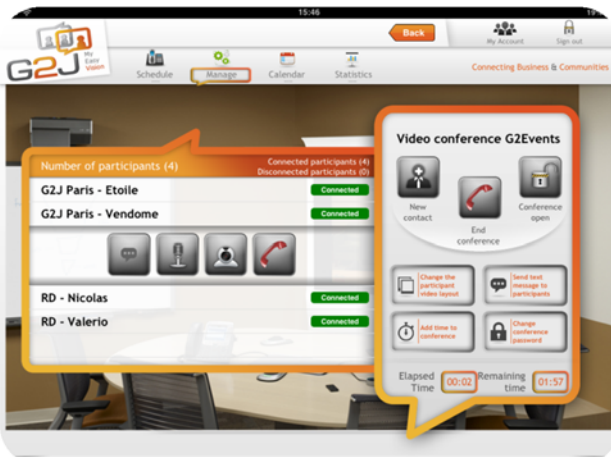 15:46
G2J
My
Easy
Vision
Back
My Account
Sign out
Schedule
Manage
Calendar
Statistics
Connecting Business & Communities
Number of participants (4)
Connected participants (4)
Disconnected participants (0)
G2J Paris - Etoile
Connected
G2J Paris - Vendome
Connected
RD - Nicolas
Connected
RD - Valerio
Connected
Video conference G2Events
New
contact
End
conference
Conference
open
Change the
participant
video layout
Send text
message to
participants
Add time to
conference
Change
conference
password
Elapsed
Time
00:02
Remaining
time
01:57